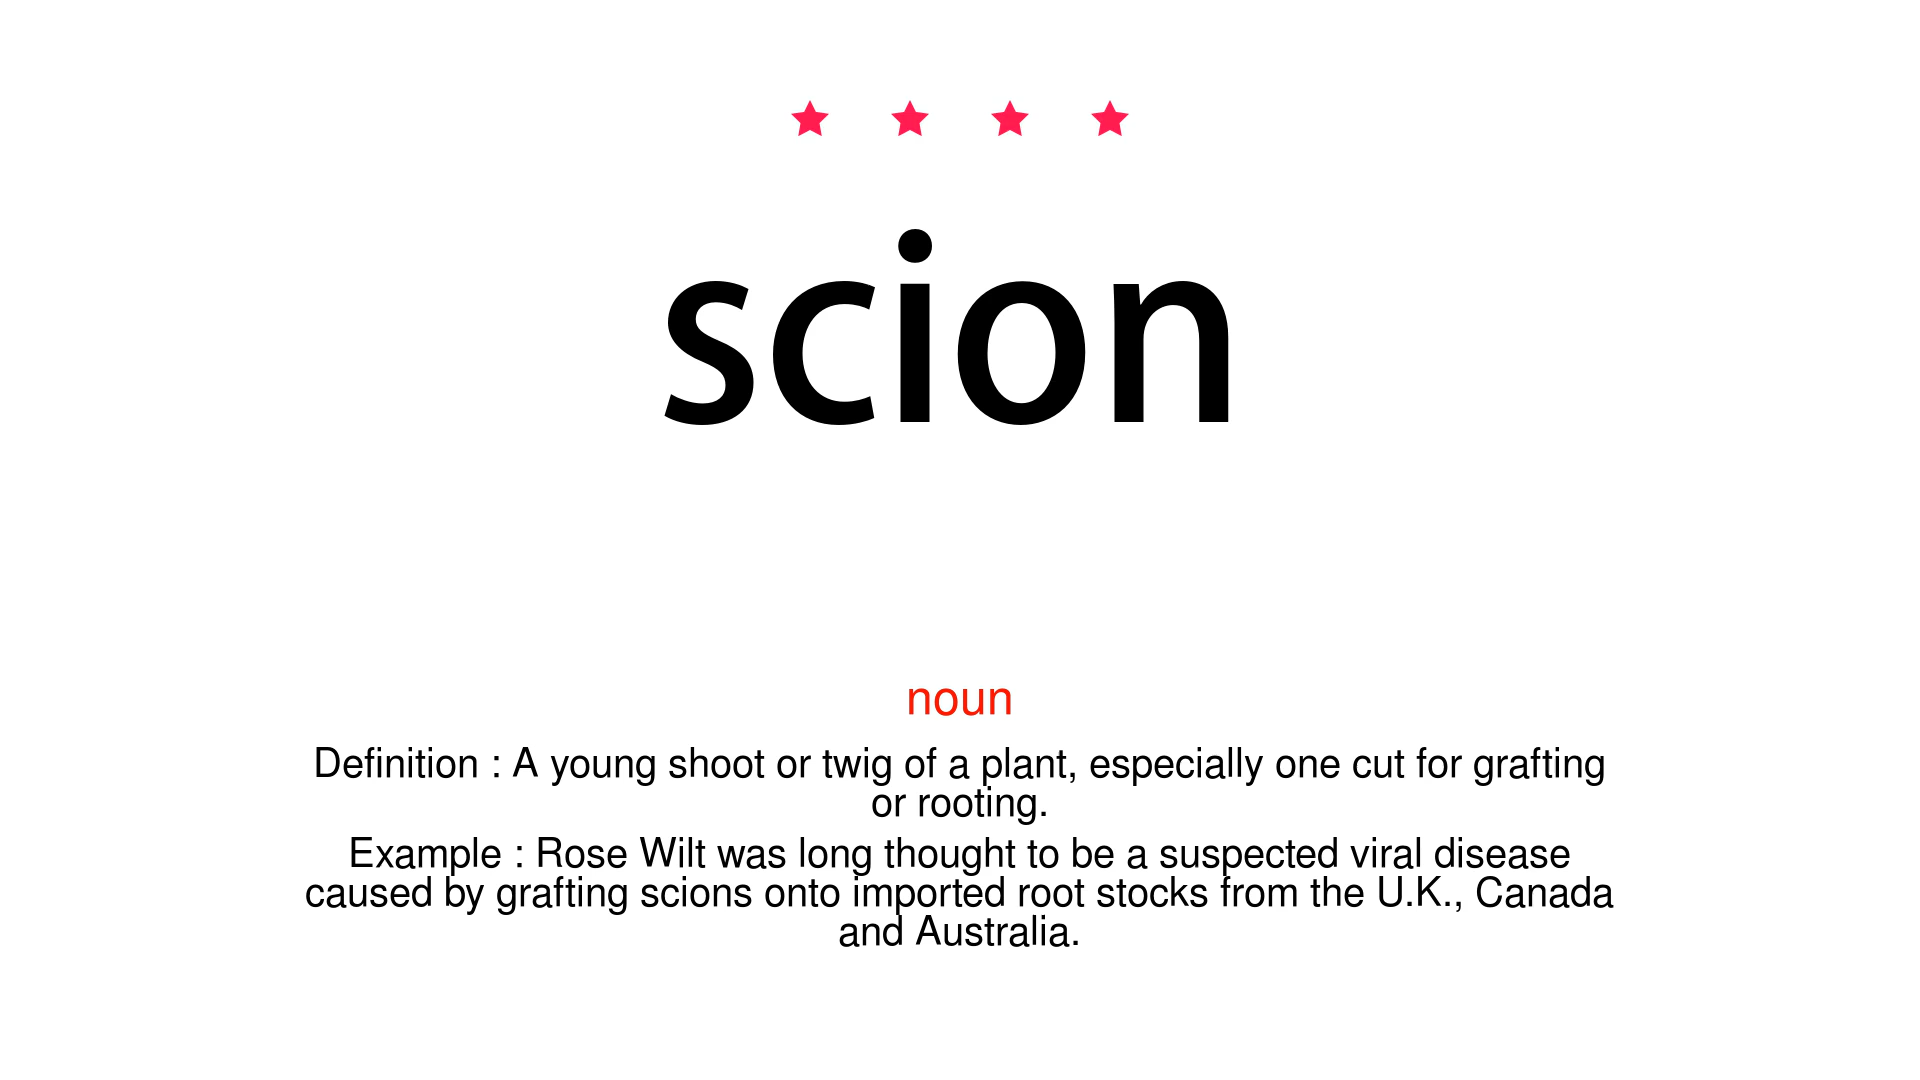 scion
noun
Definition : A young shoot or twig of a plant, especially one cut for grafting
or rooting.
Example : Rose Wilt was long thought to be a suspected viral disease
caused by grafting scions onto imported root stocks from the U.K., Canada
and Australia.